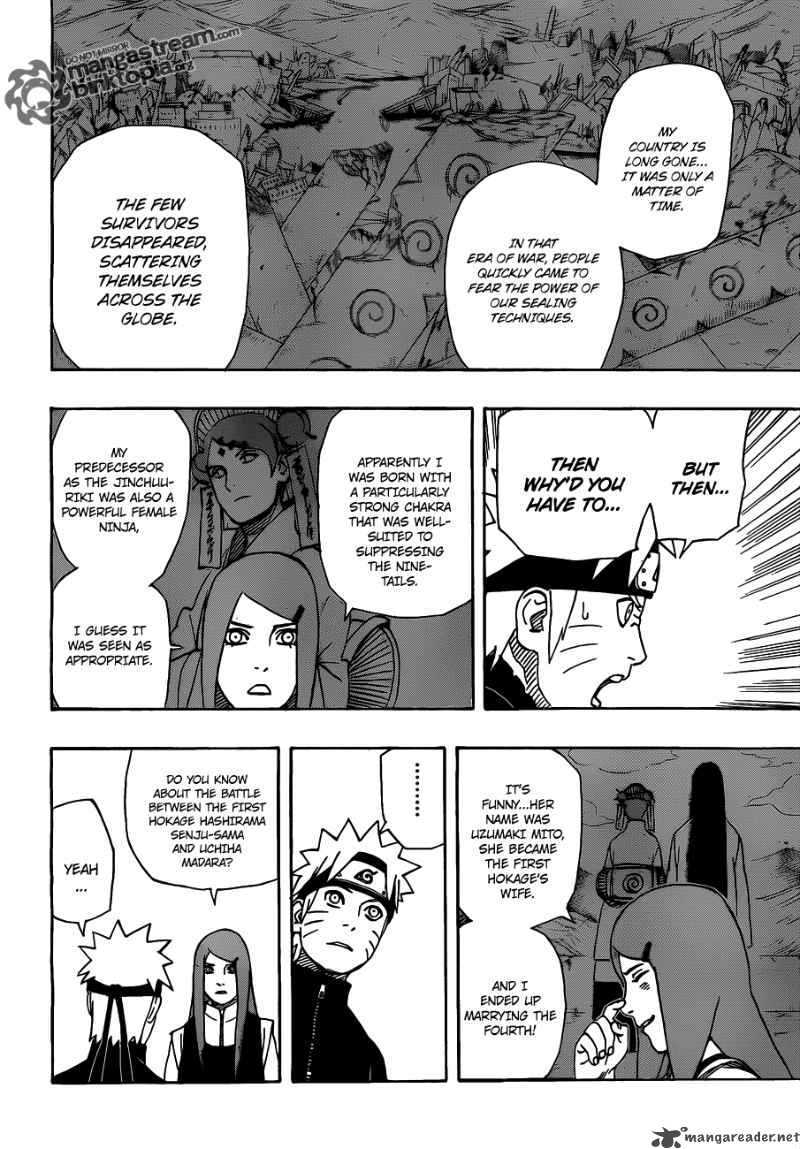 DO NOT MIRROR
mangastream.com
binktopia.org
MY
COUNTRY IS
LONG GONE...
IT WAS ONLY A
MATTER OF
TIME.
IN THAT
ERA OF WAR, PEOPLE
QUICKLY CAME TO
FEAR THE POWER OF
OUR SEALING
TECHNIQUES.
THE FEW
SURVIVORS
DISAPPEARED,
SCATTERING
THEMSELVES
ACROSS THE
GLOBE.
BUT
THEN...
THEN
WHY'D YOU
HAVE TO...
APPARENTLY I
WAS BORN WITH
A PARTICULARLY
STRONG CHAKRA
THAT WAS WELL-
SUITED TO
SUPPRESSING
THE NINE-
TAILS.
MY
PREDECESSOR
AS THE JINCHUU-
RIKI WAS ALSO A
POWERFUL FEMALE
NINJA,
I GUESS IT
WAS SEEN AS
APPROPRIATE.
IT'S
FUNNY...HER
NAME WAS
UZUMAKI MITO,
SHE BECAME
THE FIRST
HOKAGE'S
WIFE.
AND I
ENDED UP
MARRYING
THE FOURTH!
.........
DO YOU KNOW
ABOUT THE BATTLE
BETWEEN THE FIRST
HOKAGE HASHIRAMA
SENJU-SAMA
AND UCHIHA
MADARA?
YEAH
...
mangareader.net